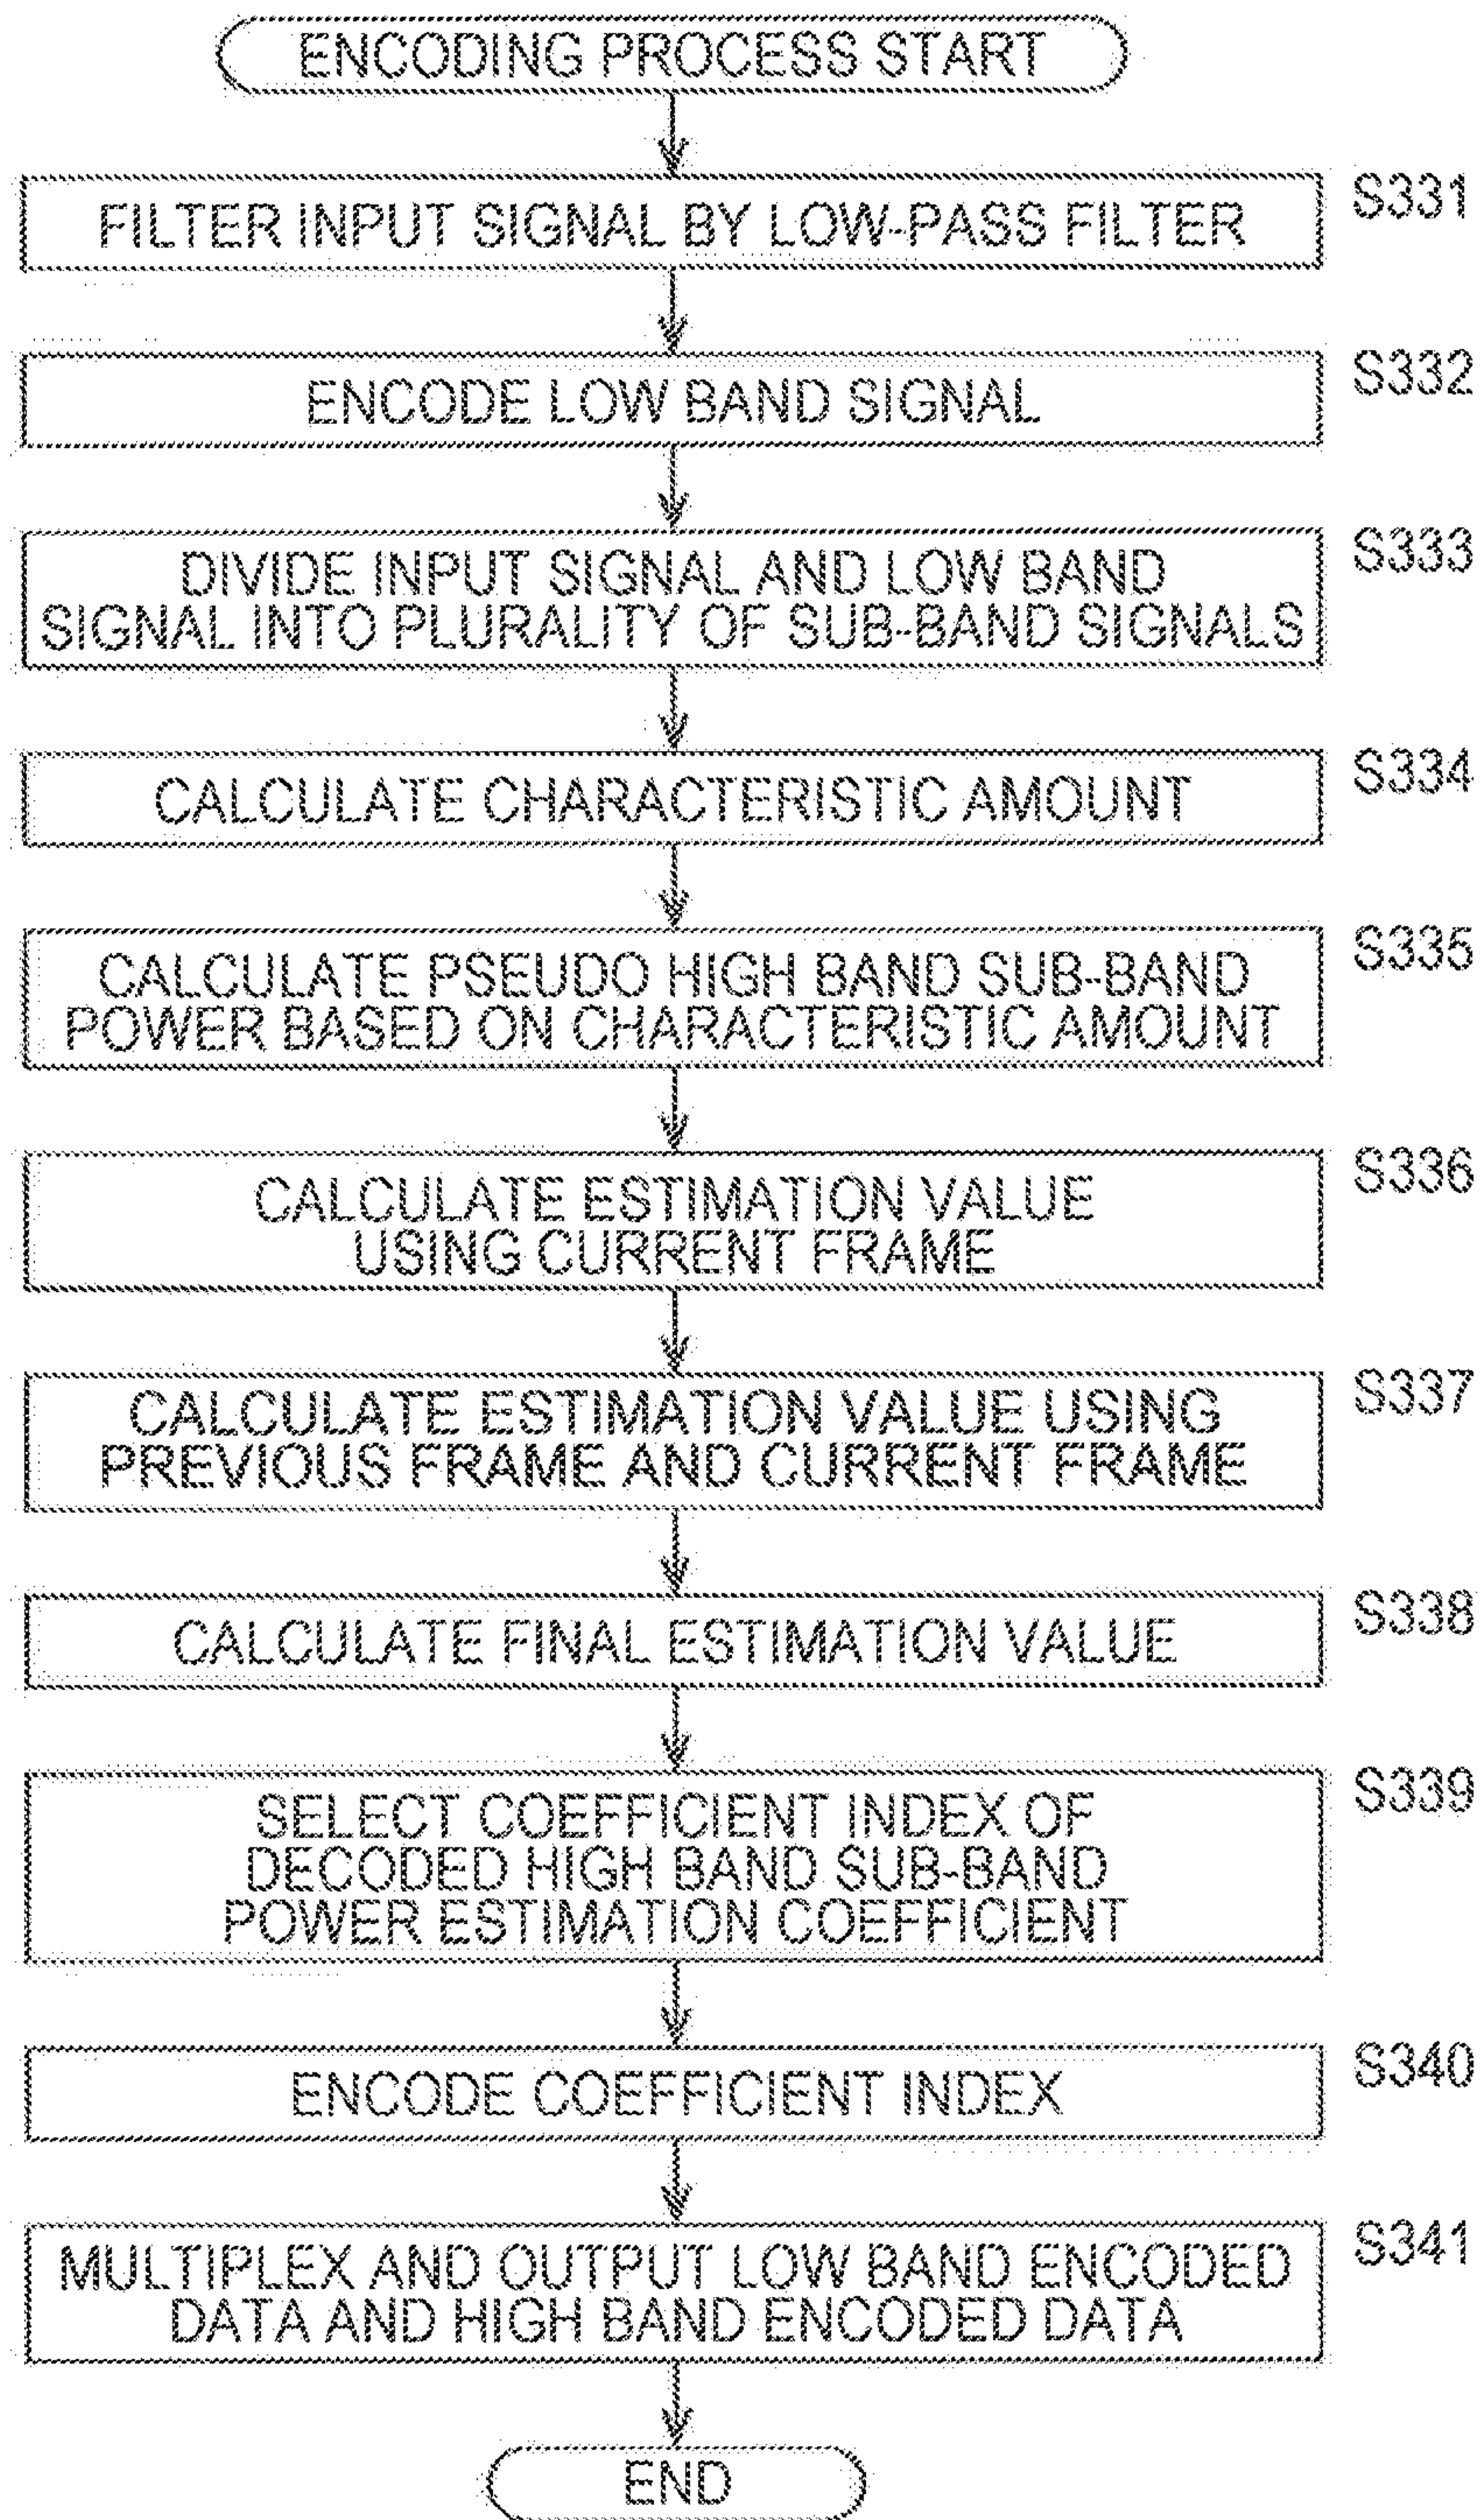 ENCODING PROCESS START
FILTER INPUT SIGNAL BY LOW-PASS FILTER
S331
ENCODE LOW BAND SIGNAL
S332
DIVIDE INPUT SIGNAL AND LOW BAND
SIGNAL INTO PLURALITY OF SUB-BAND SIGNALS
S333
CALCULATE CHARACTERISTIC AMOUNT
S334
CALCULATE PSEUDO HIGH BAND SUB-BAND
POWER BASED ON CHARACTERISTIC AMOUNT
S335
CALCULATE ESTIMATION VALUE
USING CURRENT FRAME
S336
CALCULATE ESTIMATION VALUE USING
PREVIOUS FRAME AND CURRENT FRAME
S337
CALCULATE FINAL ESTIMATION VALUE
S338
SELECT COEFFICIENT INDEX OF
DECODED HIGH BAND SUB-BAND
POWER ESTIMATION COEFFICIENT
S339
ENCODE COEFFICIENT INDEX
S340
MULTIPLEX AND OUTPUT LOW BAND ENCODED
DATA AND HIGH BAND ENCODED DATA
S341
END